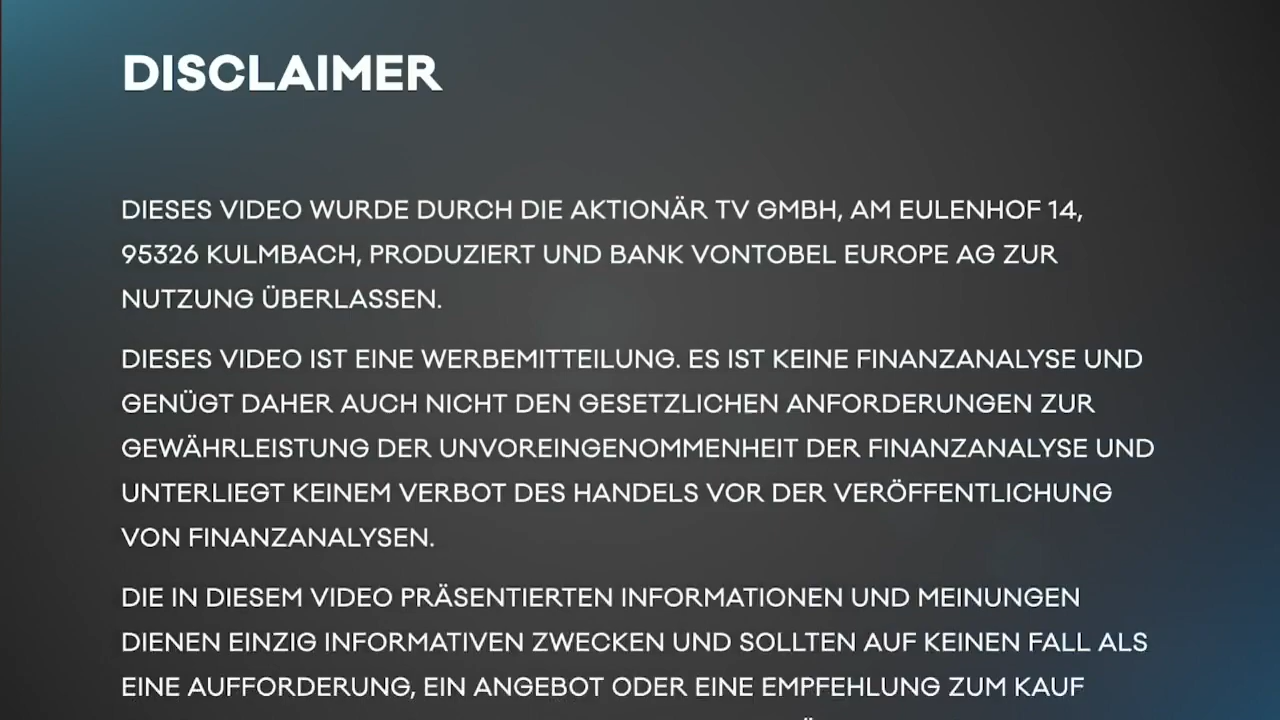 DISCLAIMER
DIESES VIDEO WURDE DURCH DIE AKTIONÄR TV GMBH, AM EULENHOF 14,
95326 KULMBACH, PRODUZIERT UND BANK VONTOBEL EUROPE AG ZUR
NUTZUNG ÜBERLASSEN.
DIESES VIDEO IST EINE WERBEMITTEILUNG. ES IST KEINE FINANZANALYSE UND
GENÜGT DAHER AUCH NICHT DEN GESETZLICHEN ANFORDERUNGEN ZUR
GEWÄHRLEISTUNG DER UNVOREINGENOMMENHEIT DER FINANZANALYSE UND
UNTERLIEGT KEINEM VERBOT DES HANDELS VOR DER VERÖFFENTLICHUNG
VON FINANZANALYSEN.
DIE IN DIESEM VIDEO PRÄSENTIERTEN INFORMATIONEN UND MEINUNGEN
DIENEN EINZIG INFORMATIVEN ZWECKEN UND SOLLTEN AUF KEINEN FALL ALS
EINE AUFFORDERUNG, EIN ANGEBOT ODER EINE EMPFEHLUNG ZUM KAUF